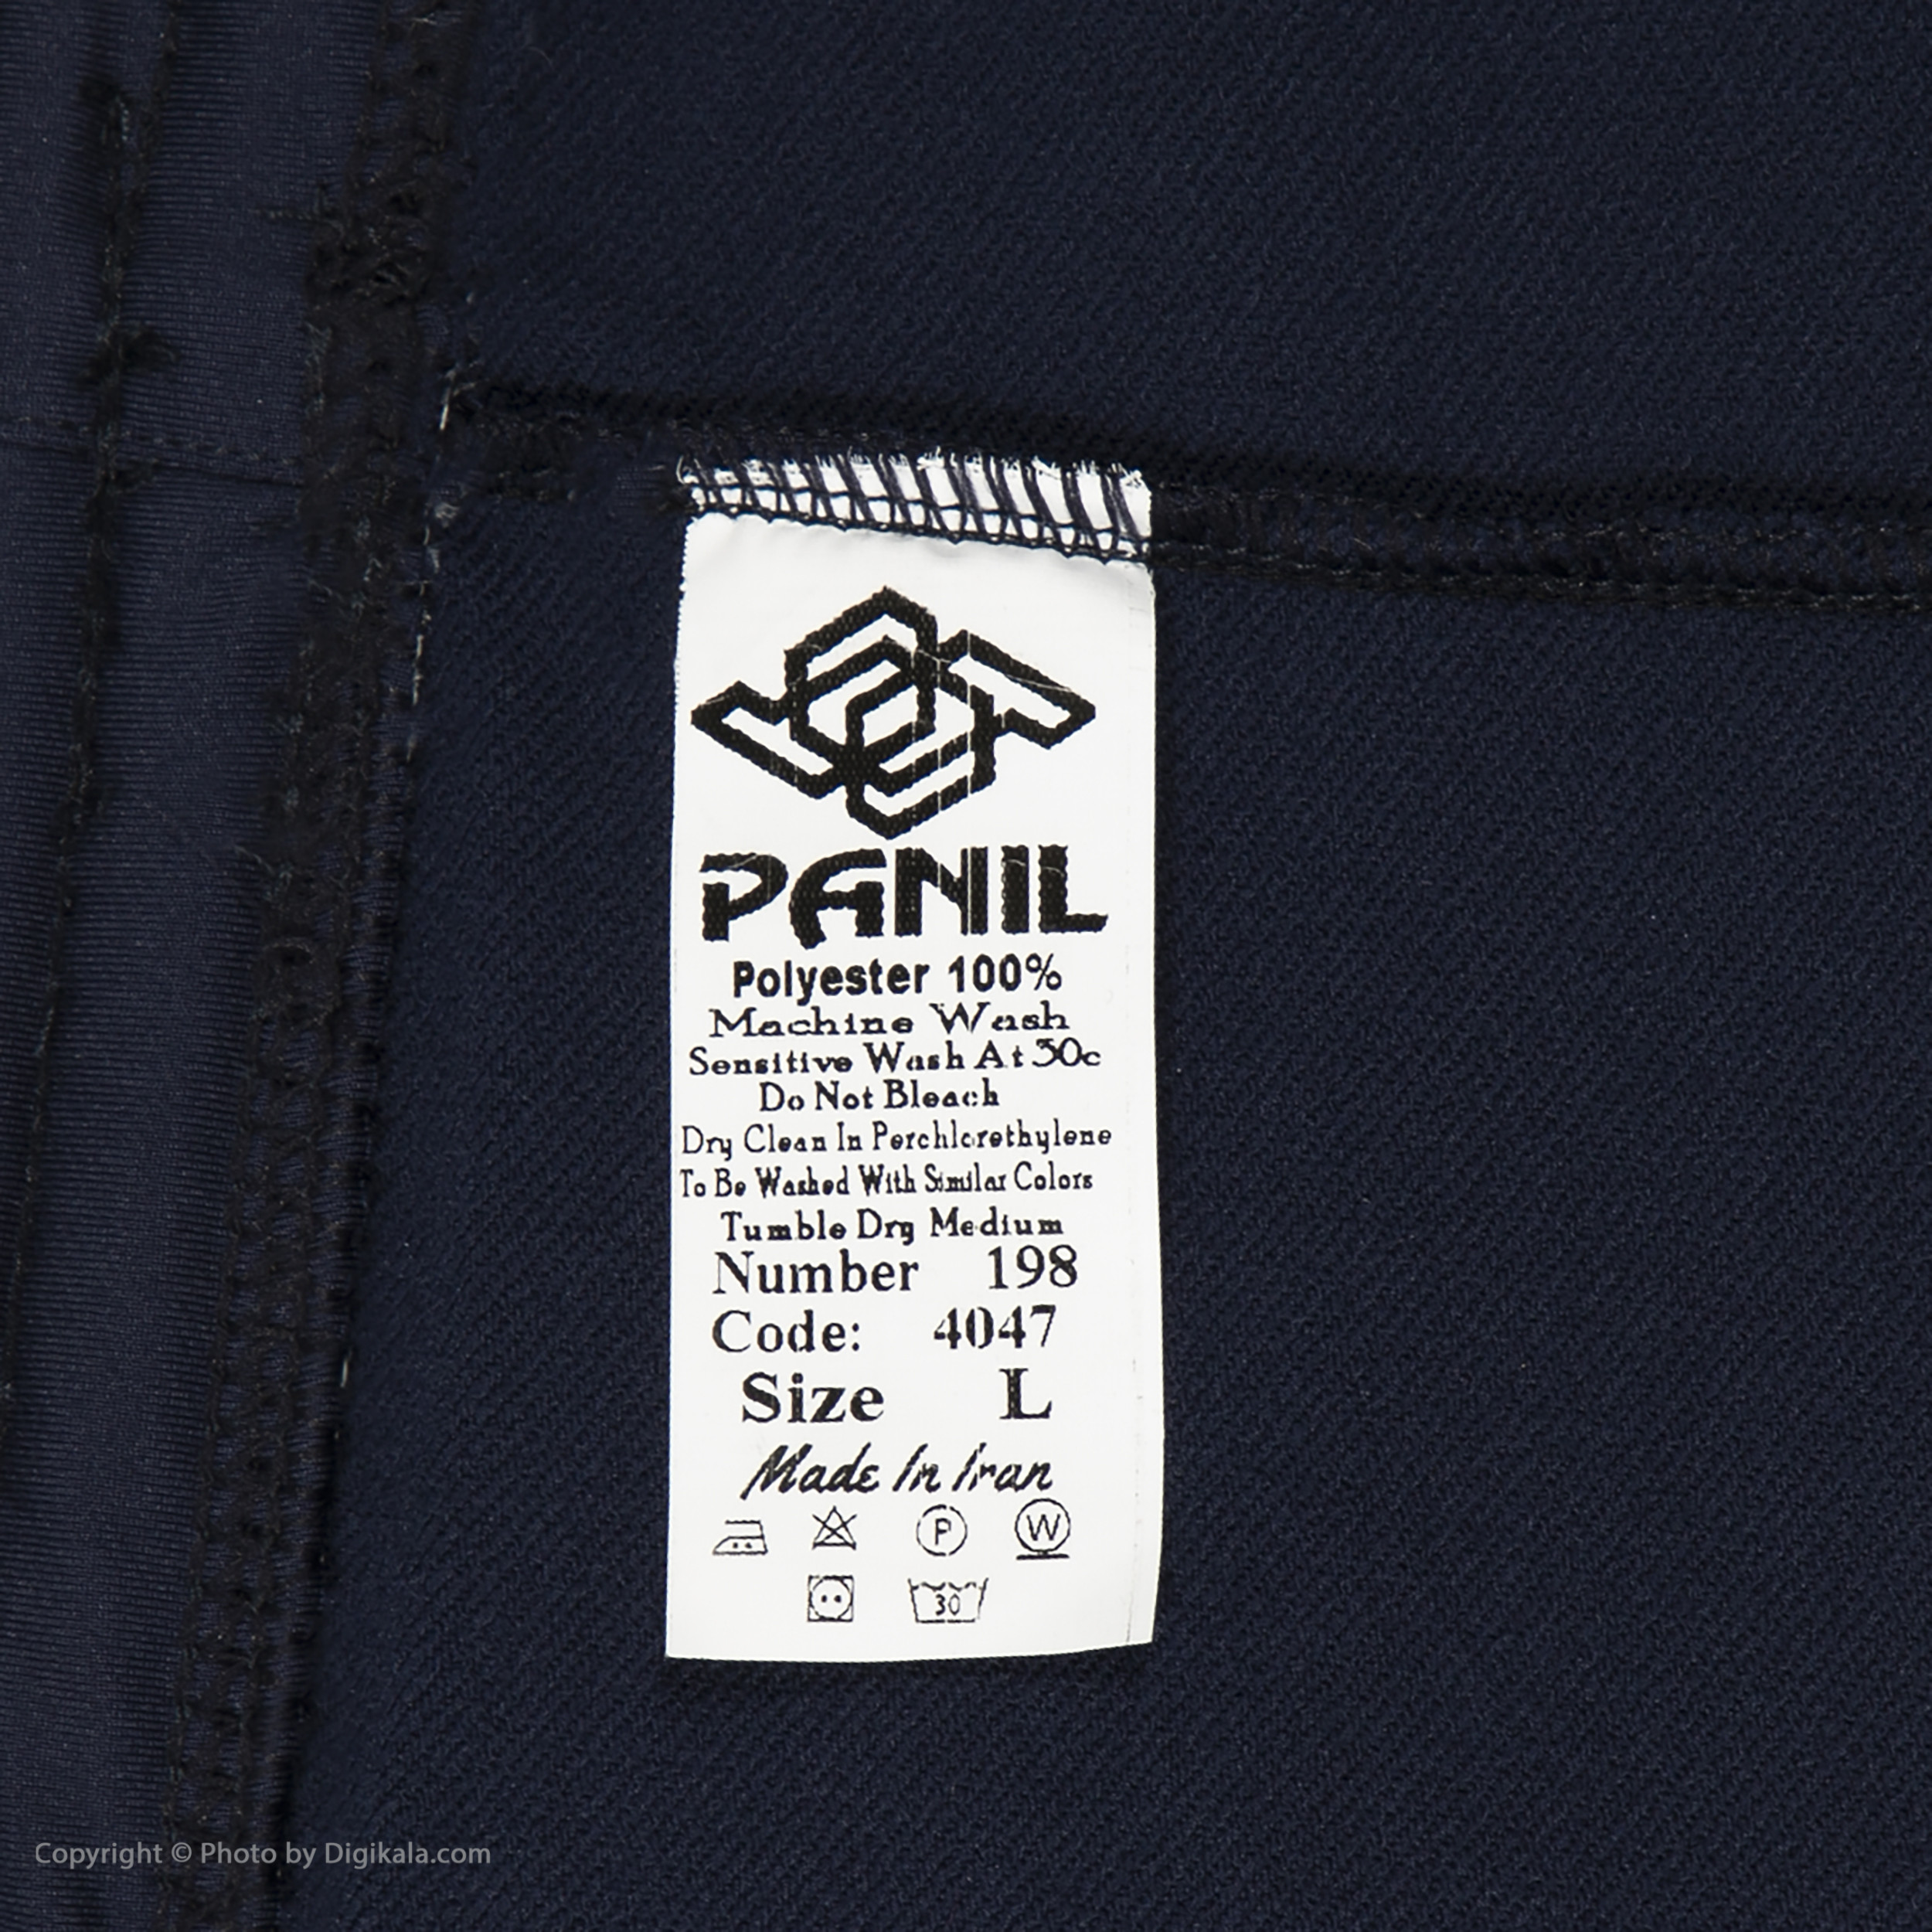 PANIL
Polyester 100%
Machine Wash
Sensitive Wash At 30c
Do Not Bleach
Dry Clean In Perchlorethylene
To Be Washed With Similar Colors
Tumble Dry Medium
Number 198
Code: 4047
Size L
Made In Iran
P W
30
Copyright © Photo by Digikala.com